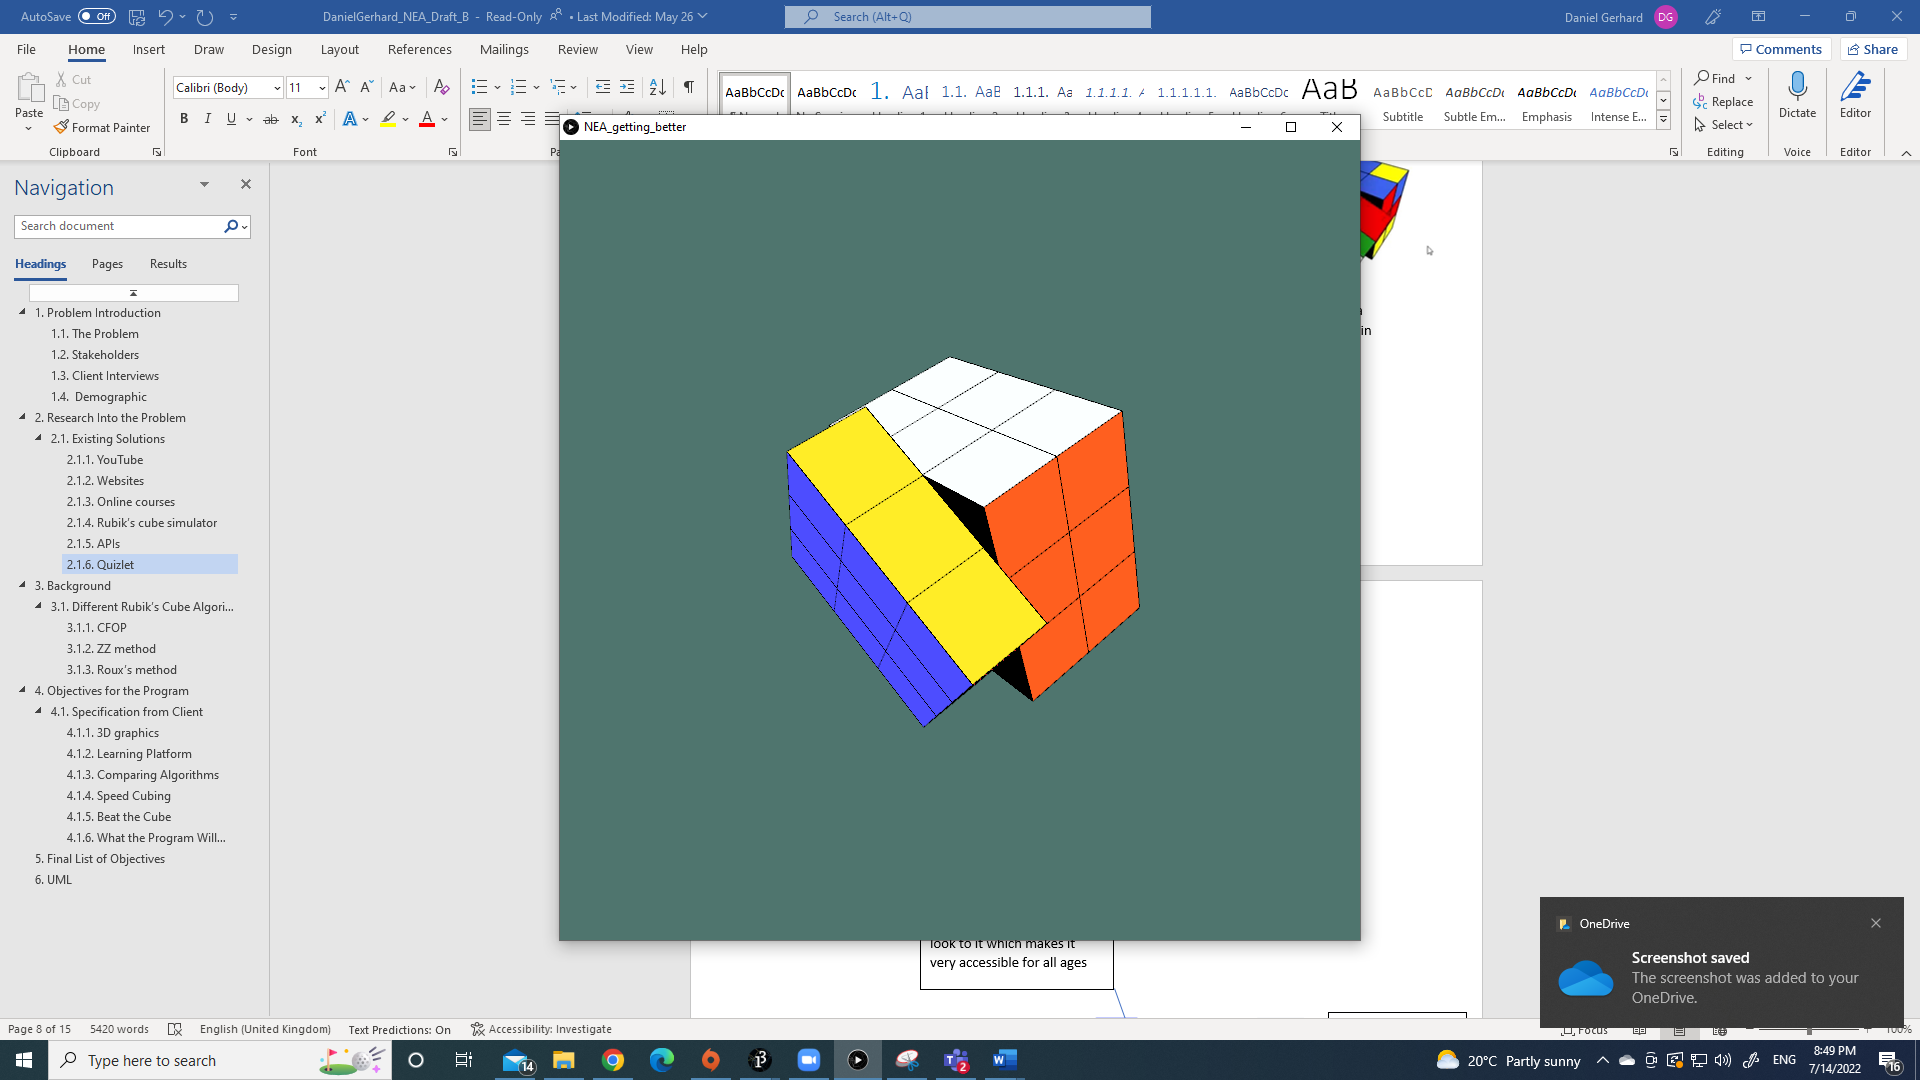 AutoSave Off
DanielGerhard_NEA_Draft_B - Read-Only • Last Modified: May 26
Search (Alt+Q)
Daniel Gerhard DG
File Home Insert Draw Design Layout References Mailings Review View Help
Comments Share
Paste
Cut
Copy
Format Painter
Clipboard
Calibri (Body) 11
Font
AaBbCcDc AaBbCcDc 1. AaI 1.1. AaB 1.1.1. Aa 1.1.1.1. 1.1.1.1.1. AaBbCcDc AaB AaBbCcD AaBbCcDc AaBbCcDc AaBbCcDc
Subtitle Subtle Em... Emphasis Intense E...
Find
Replace
Select
Editing
Dictate
Voice
Editor
Editor
NEA_getting_better
Navigation
Search document
Headings Pages Results
1. Problem Introduction
1.1. The Problem
1.2. Stakeholders
1.3. Client Interviews
1.4. Demographic
2. Research Into the Problem
2.1. Existing Solutions
2.1.1. YouTube
2.1.2. Websites
2.1.3. Online courses
2.1.4. Rubik's cube simulator
2.1.5. APIs
2.1.6. Quizlet
3. Background
3.1. Different Rubik's Cube Algori...
3.1.1. CFOP
3.1.2. ZZ method
3.1.3. Roux's method
4. Objectives for the Program
4.1. Specification from Client
4.1.1. 3D graphics
4.1.2. Learning Platform
4.1.3. Comparing Algorithms
4.1.4. Speed Cubing
4.1.5. Beat the Cube
4.1.6. What the Program Will...
5. Final List of Objectives
6. UML
in
look to it which makes it
very accessible for all ages
OneDrive
Screenshot saved
The screenshot was added to your
OneDrive.
Page 8 of 15 5420 words English (United Kingdom) Text Predictions: On Accessibility: Investigate
Focus
100%
Type here to search
14
2
20°C Partly sunny
ENG
8:49 PM
7/14/2022
16